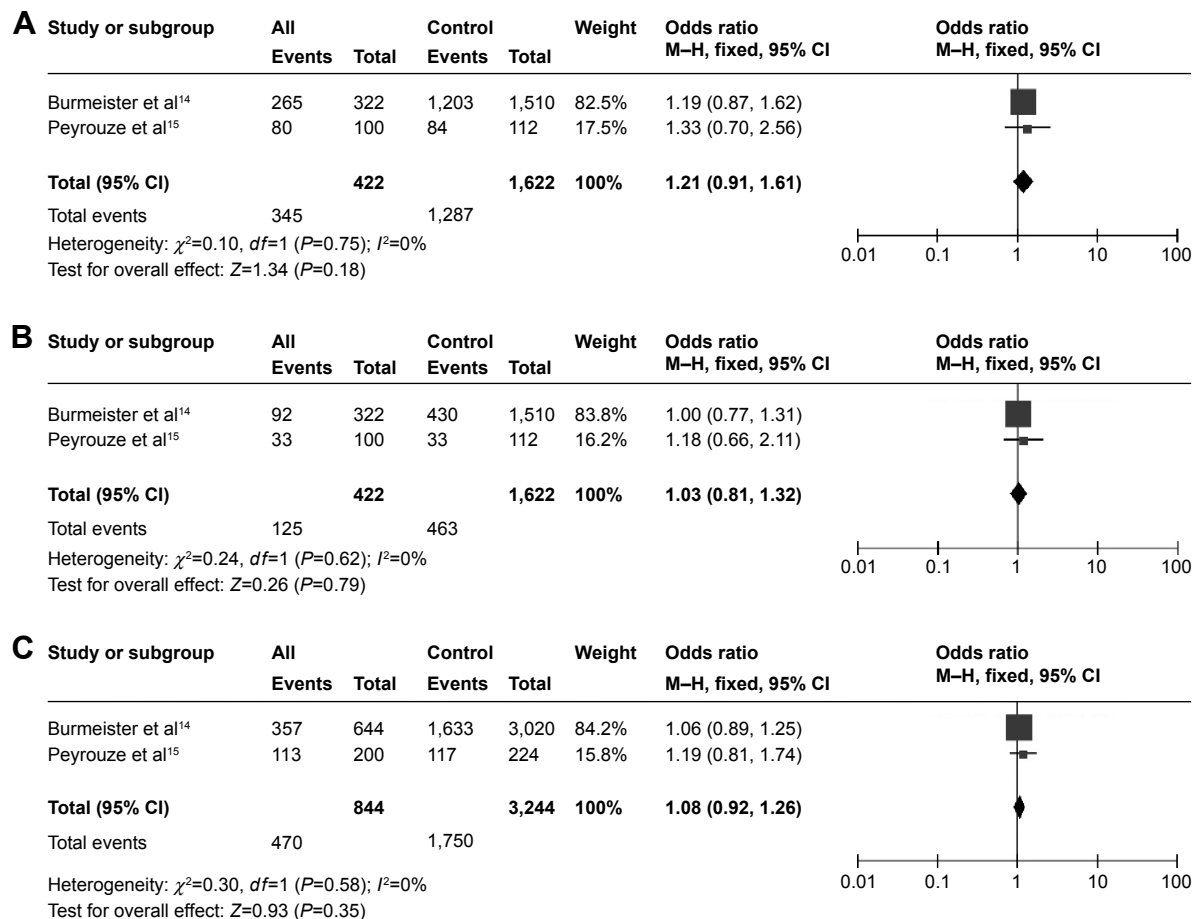 A Study or subgroup All Control Weight Odds ratio Odds ratio
Events Total Events Total M–H, fixed, 95% CI M–H, fixed, 95% CI
Burmeister et al¹⁴ 265 322 1,203 1,510 82.5% 1.19 (0.87, 1.62)
Peyrouze et al¹⁵ 80 100 84 112 17.5% 1.33 (0.70, 2.56)
Total (95% CI) 422 1,622 100% 1.21 (0.91, 1.61)
Total events 345 1,287
Heterogeneity: χ²=0.10, df=1 (P=0.75); I²=0%
Test for overall effect: Z=1.34 (P=0.18)
0.01 0.1 1 10 100
B Study or subgroup All Control Weight Odds ratio Odds ratio
Events Total Events Total M–H, fixed, 95% CI M–H, fixed, 95% CI
Burmeister et al¹⁴ 92 322 430 1,510 83.8% 1.00 (0.77, 1.31)
Peyrouze et al¹⁵ 33 100 33 112 16.2% 1.18 (0.66, 2.11)
Total (95% CI) 422 1,622 100% 1.03 (0.81, 1.32)
Total events 125 463
Heterogeneity: χ²=0.24, df=1 (P=0.62); I²=0%
Test for overall effect: Z=0.26 (P=0.79)
0.01 0.1 1 10 100
C Study or subgroup All Control Weight Odds ratio Odds ratio
Events Total Events Total M–H, fixed, 95% CI M–H, fixed, 95% CI
Burmeister et al¹⁴ 357 644 1,633 3,020 84.2% 1.06 (0.89, 1.25)
Peyrouze et al¹⁵ 113 200 117 224 15.8% 1.19 (0.81, 1.74)
Total (95% CI) 844 3,244 100% 1.08 (0.92, 1.26)
Total events 470 1,750
Heterogeneity: χ²=0.30, df=1 (P=0.58); I²=0%
Test for overall effect: Z=0.93 (P=0.35)
0.01 0.1 1 10 100